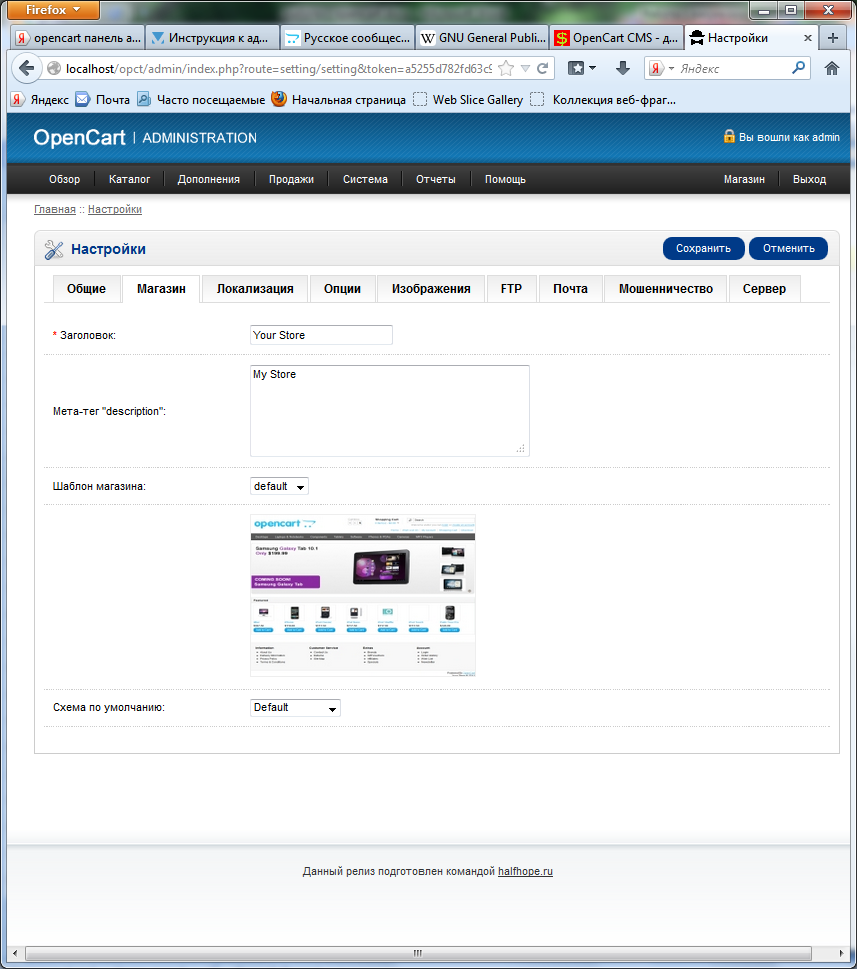 Firefox
opencart панель а...
Инструкция к ад...
Русское сообщес...
GNU General Publi...
OpenCart CMS - д...
Настройки
localhost/opct/admin/index.php?route=setting/setting&token=a5255d782fd63c9
Яндекс
Яндекс Почта Часто посещаемые Начальная страница Web Slice Gallery Коллекция веб-фраг...
OpenCart | ADMINISTRATION
Вы вошли как admin
Обзор Каталог Дополнения Продажи Система Отчеты Помощь Магазин Выход
Главная :: Настройки
Настройки
Сохранить Отменить
Общие Магазин Локализация Опции Изображения FTP Почта Мошенничество Сервер
* Заголовок: Your Store
Мета-тег "description": My Store
Шаблон магазина: default
opencart
Samsung Galaxy Tab 10.1
Only $199.99
COMING SOON!
Samsung Galaxy Tab
Схема по умолчанию: Default
Данный релиз подготовлен командой halfhope.ru